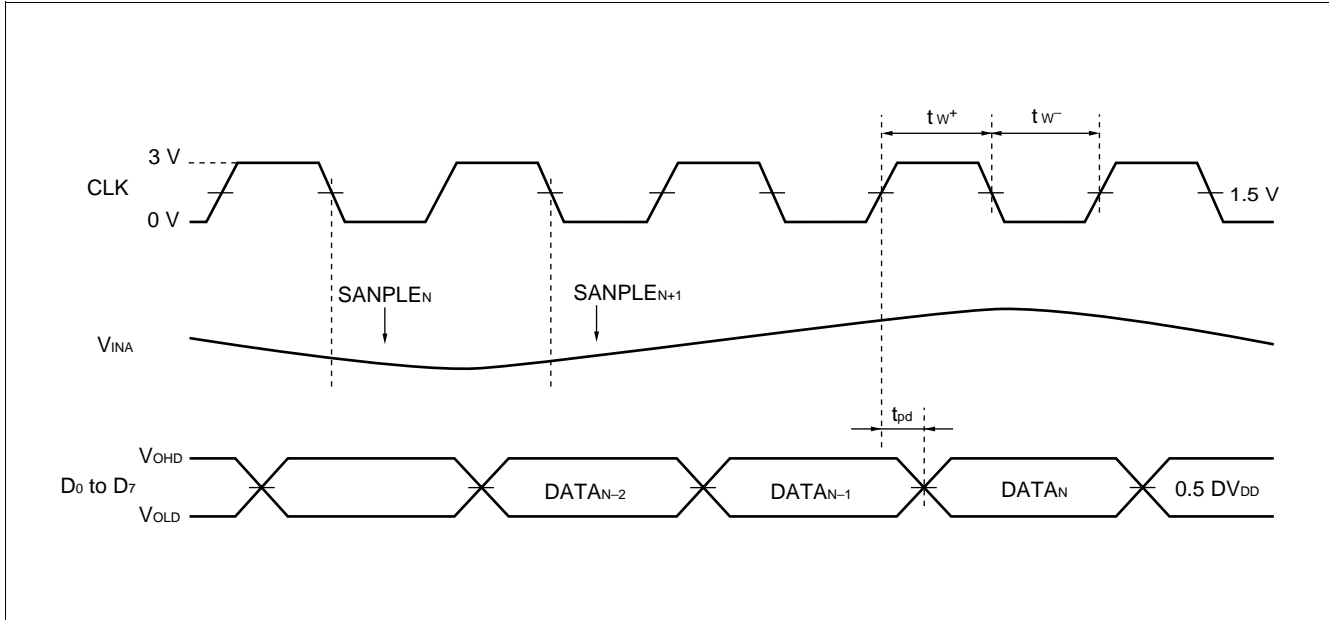 t W+ t W–
3 V
CLK
1.5 V
0 V
SANPLEN SANPLEN+1
VINA
tpd
VOHD
D0 to D7 DATAN–2 DATAN–1 DATAN 0.5 DVDD
VOLD